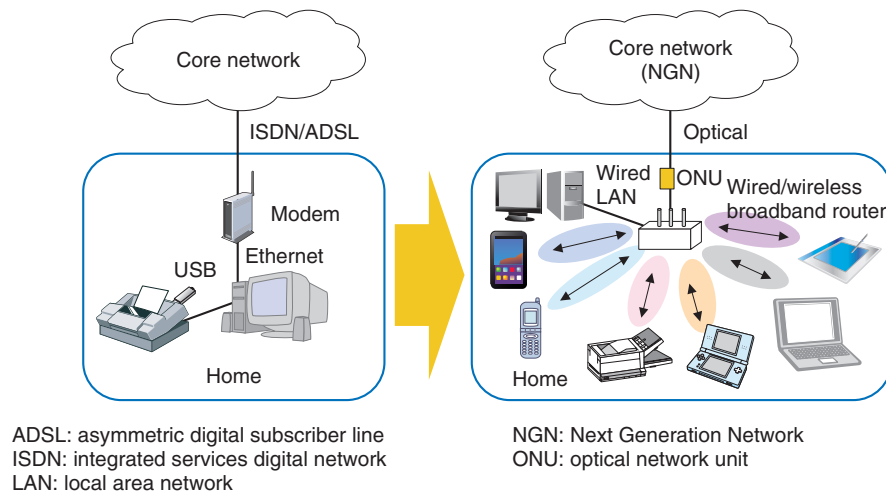 Core network
ISDN/ADSL
Modem
Ethernet
USB
Home
Core network
(NGN)
Optical
Wired
LAN
ONU
Wired/wireless
broadband router
Home
ADSL: asymmetric digital subscriber line
ISDN: integrated services digital network
LAN: local area network
NGN: Next Generation Network
ONU: optical network unit